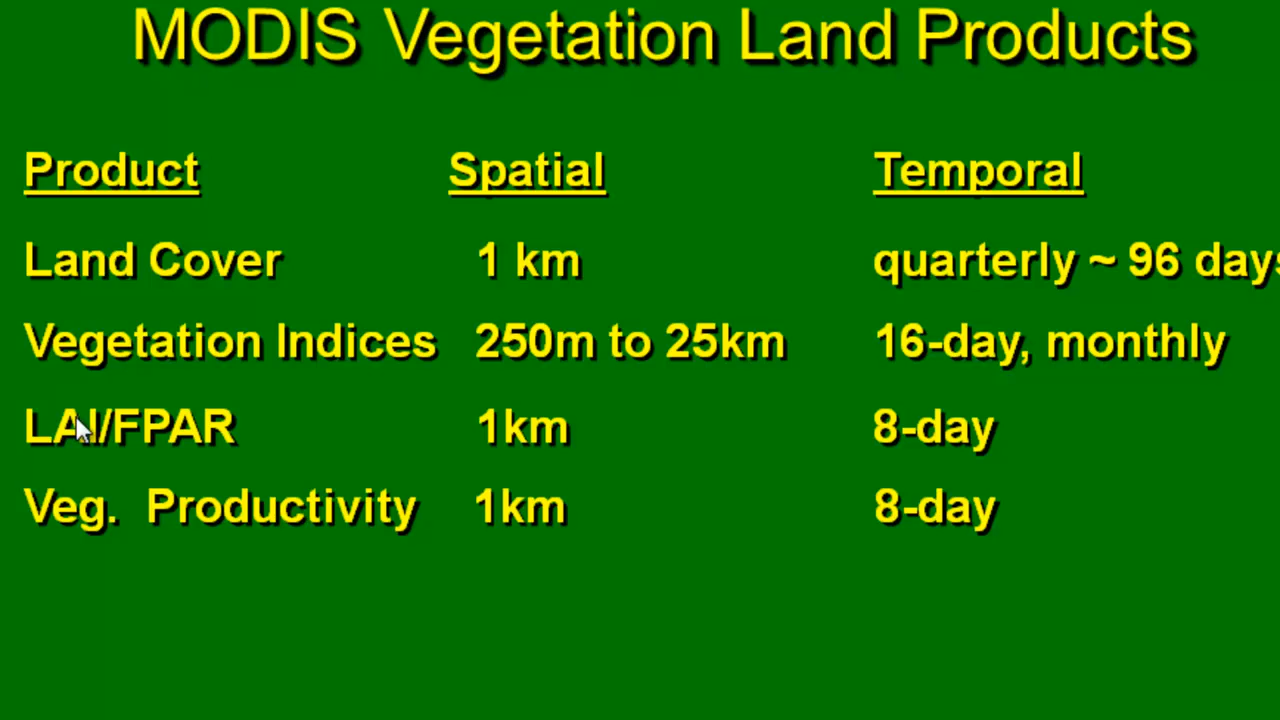 MODIS Vegetation Land Products
Product Spatial Temporal
Land Cover 1 km quarterly ~ 96 days
Vegetation Indices 250m to 25km 16-day, monthly
LAI/FPAR 1km 8-day
Veg. Productivity 1km 8-day